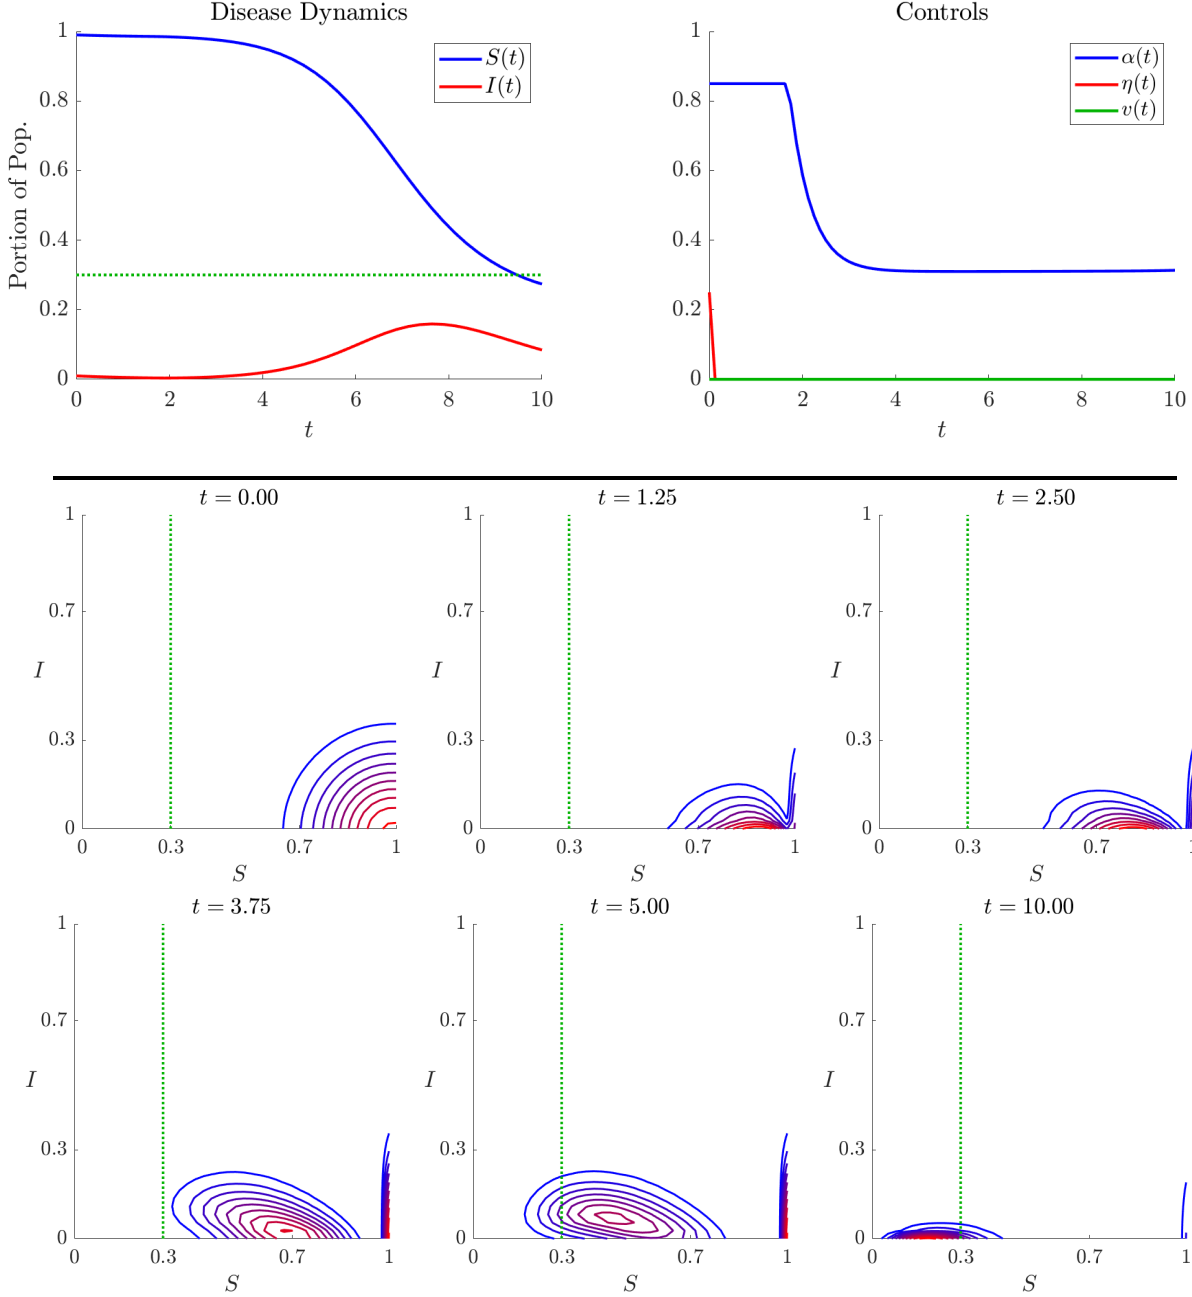 Disease Dynamics
1
0.8
0.6
0.4
0.2
0
0 2 4 6 8 10
t
Portion of Pop.
S(t)
I(t)
Controls
1
0.8
0.6
0.4
0.2
0
0 2 4 6 8 10
t
α(t)
η(t)
v(t)
t = 0.00
1
0.7
I
0.3
0
0 0.3 0.7 1
S
t = 1.25
1
0.7
I
0.3
0
0 0.3 0.7 1
S
t = 2.50
1
0.7
I
0.3
0
0 0.3 0.7 1
S
t = 3.75
1
0.7
I
0.3
0
0 0.3 0.7 1
S
t = 5.00
1
0.7
I
0.3
0
0 0.3 0.7 1
S
t = 10.00
1
0.7
I
0.3
0
0 0.3 0.7 1
S